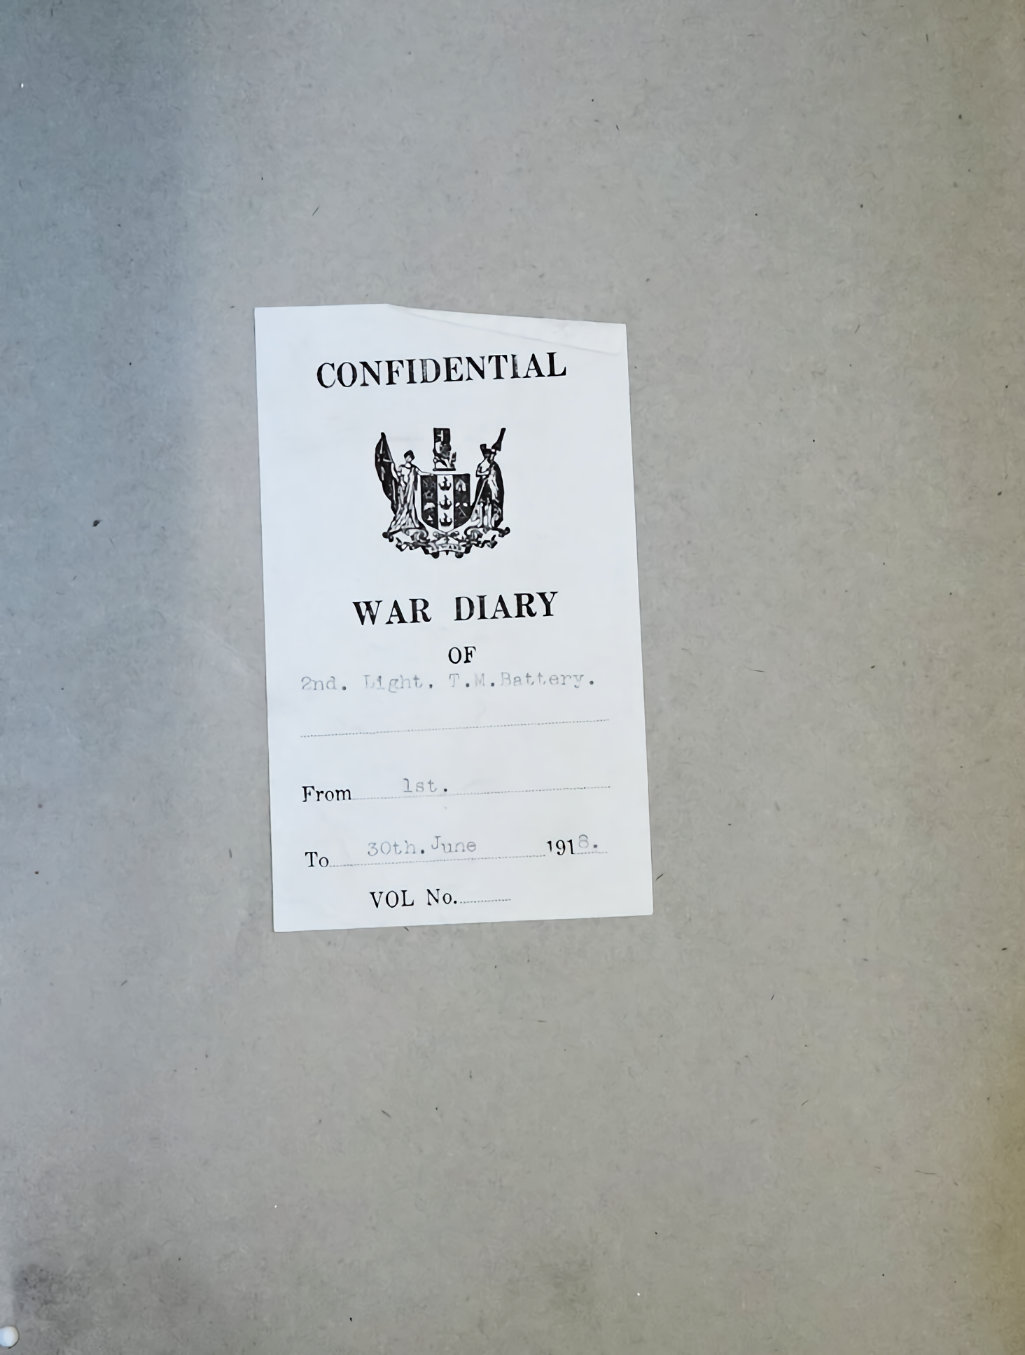 CONFIDENTIAL
WAR DIARY
OF
2nd. Light. T.M.Battery.
From 1st.
To 30th.June 1918.
VOL No.